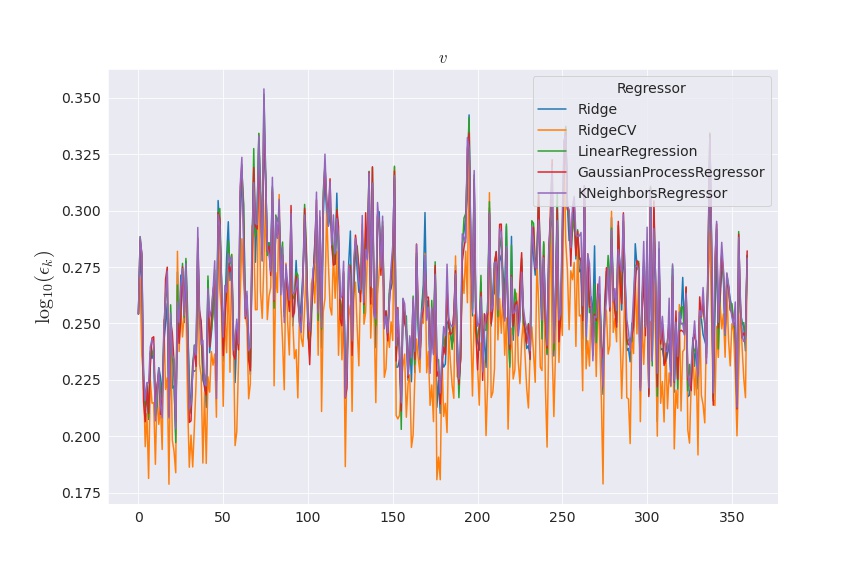 v
Regressor
Ridge
RidgeCV
LinearRegression
GaussianProcessRegressor
KNeighborsRegressor
log₁₀(ϵₖ)
0.350
0.325
0.300
0.275
0.250
0.225
0.200
0.175
0 50 100 150 200 250 300 350